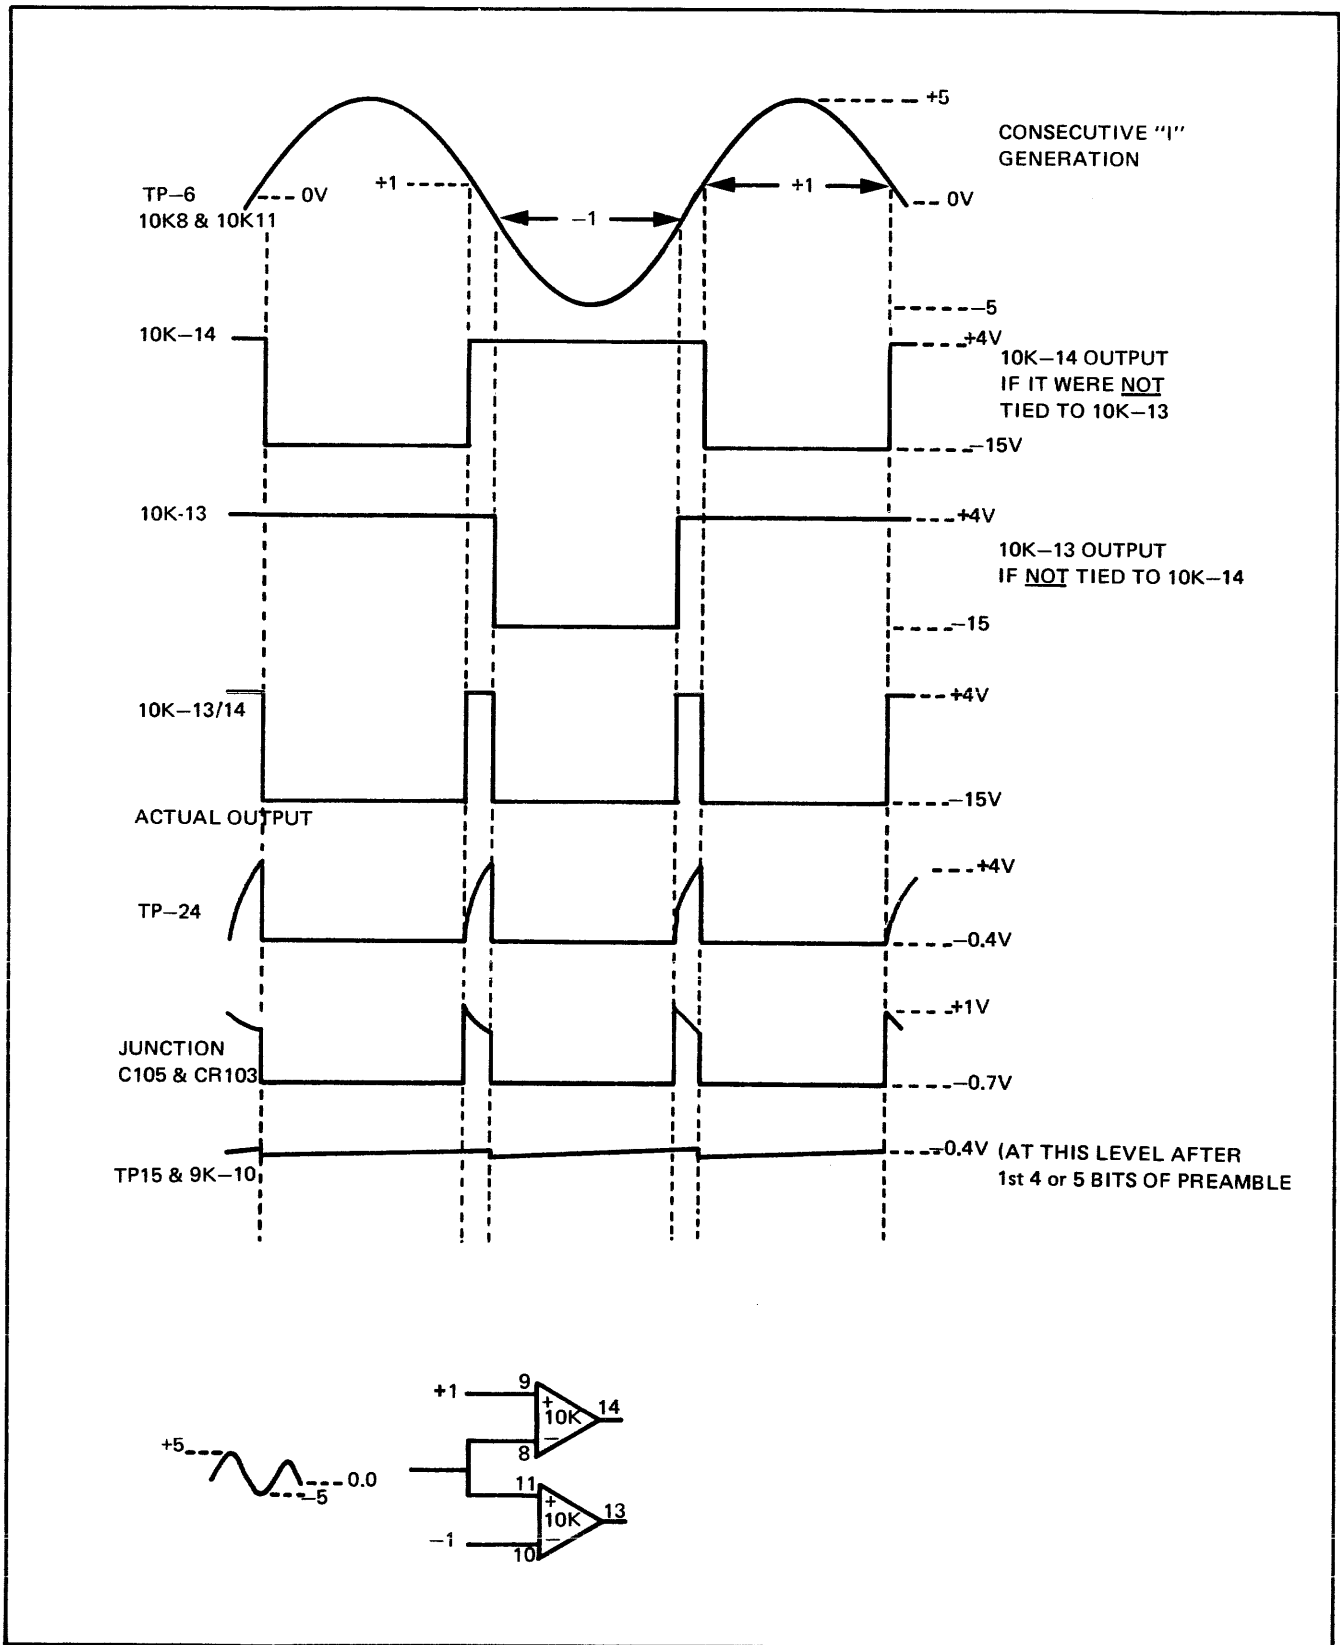 +5
CONSECUTIVE "I"
GENERATION
TP–6
10K8 & 10K11
0V
+1
–1
+1
0V
–5
10K–14
+4V
10K–14 OUTPUT
IF IT WERE NOT
TIED TO 10K–13
–15V
10K-13
+4V
10K–13 OUTPUT
IF NOT TIED TO 10K–14
–15
10K–13/14
+4V
–15V
ACTUAL OUTPUT
+4V
TP–24
–0.4V
+1V
JUNCTION
C105 & CR103
–0.7V
TP15 & 9K–10
–0.4V (AT THIS LEVEL AFTER
1st 4 or 5 BITS OF PREAMBLE
+1
9
+
10K
14
–
8
+5
0.0
–5
11
+
10K
13
–1
–
10